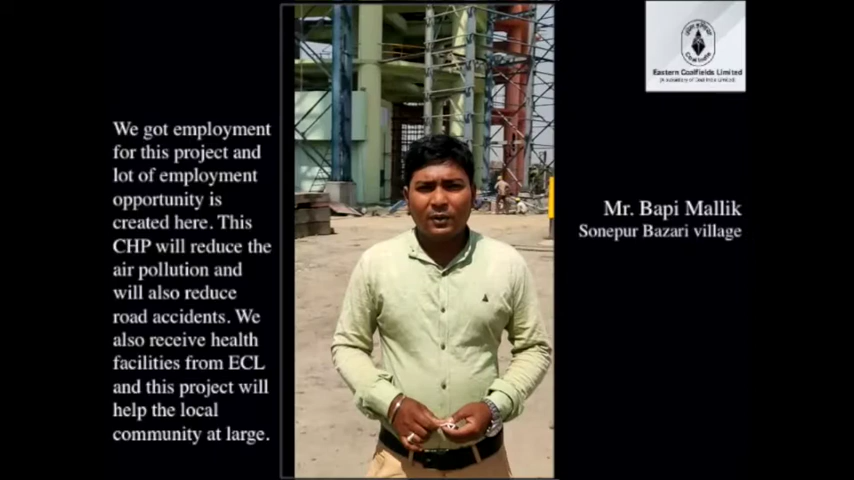 We got employment
for this project and
lot of employment
opportunity is
created here. This
CHP will reduce the
air pollution and
will also reduce
road accidents. We
also receive health
facilities from ECL
and this project will
help the local
community at large.
Eastern Coalfields Limited
Mr. Bapi Mallik
Sonepur Bazari village